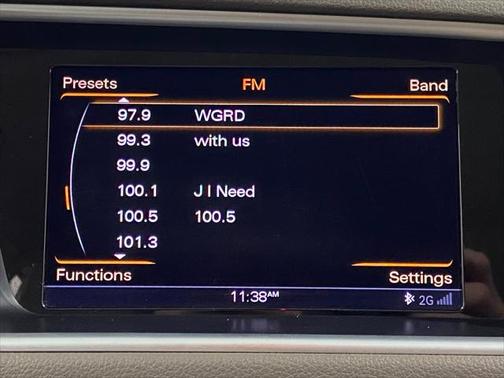 Presets FM Band
97.9 WGRD
99.3 with us
99.9
100.1 J I Need
100.5 100.5
101.3
Functions Settings
11:38AM 2G